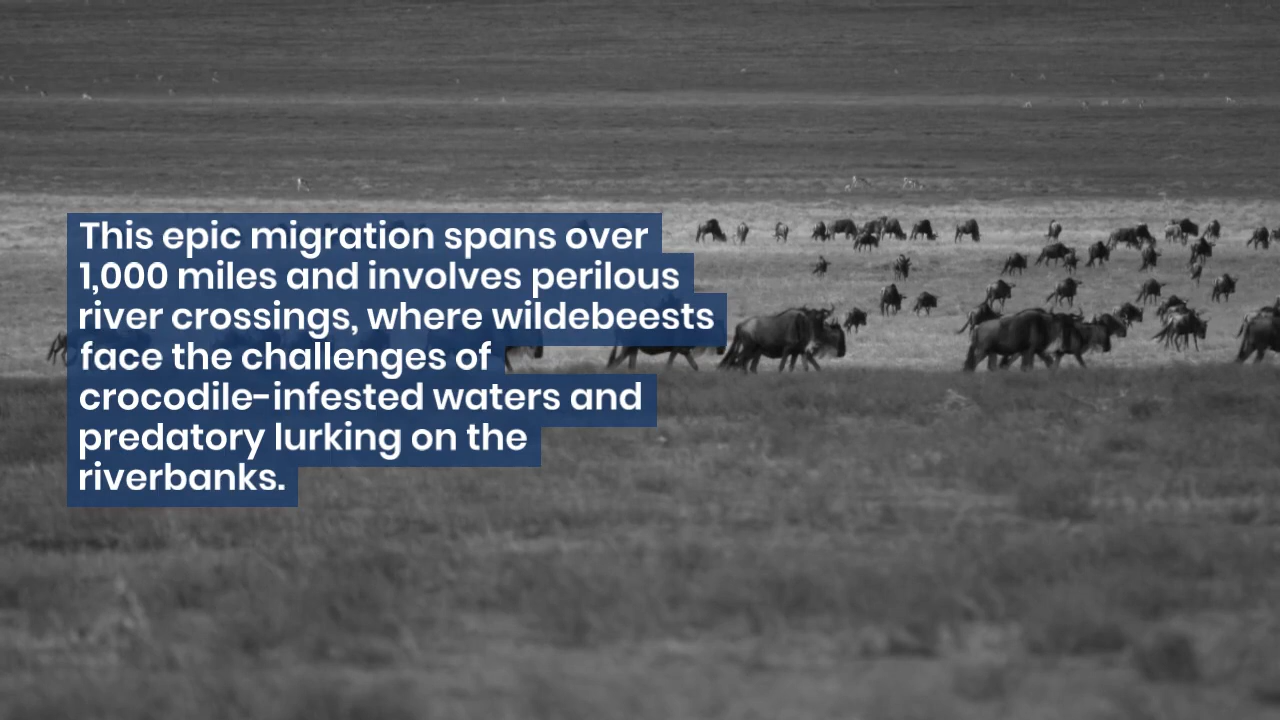 This epic migration spans over
1,000 miles and involves perilous
river crossings, where wildebeests
face the challenges of
crocodile-infested waters and
predatory lurking on the
riverbanks.